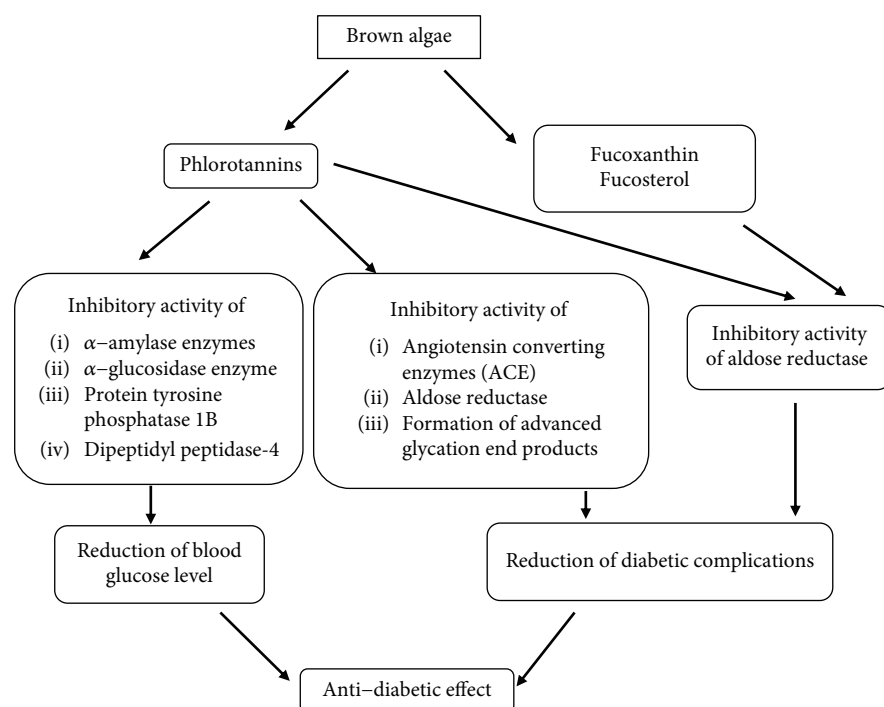 Brown algae
Phlorotannins
Fucoxanthin
Fucosterol
Inhibitory activity of
(i) α−amylase enzymes
(ii) α−glucosidase enzyme
(iii) Protein tyrosine
phosphatase 1B
(iv) Dipeptidyl peptidase-4
Inhibitory activity of
(i) Angiotensin converting
enzymes (ACE)
(ii) Aldose reductase
(iii) Formation of advanced
glycation end products
Inhibitory activity
of aldose reductase
Reduction of blood
glucose level
Reduction of diabetic complications
Anti−diabetic effect